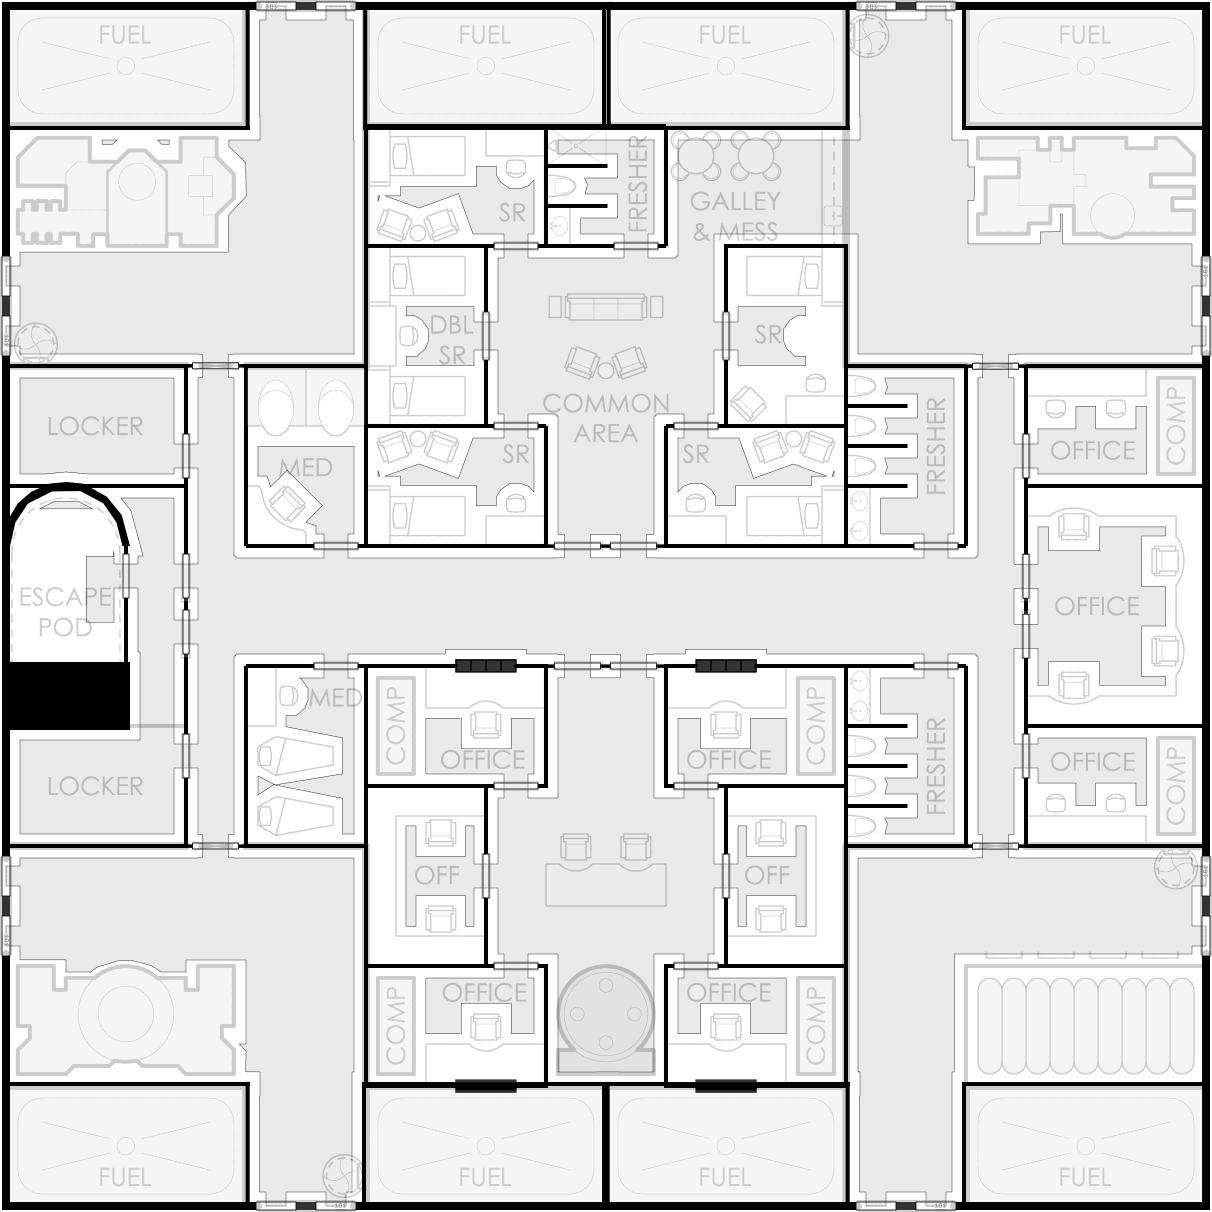 FUEL
FUEL
FUEL
FUEL
FRESHER
SR
GALLEY
& MESS
DBL
SR
SR
COMMON
AREA
LOCKER
MED
SR
SR
FRESHER
OFFICE
COMP
ESCAPE
POD
OFFICE
MED
COMP
OFFICE
OFFICE
COMP
FRESHER
OFFICE
COMP
LOCKER
OFF
OFF
COMP
OFFICE
OFFICE
COMP
FUEL
FUEL
FUEL
FUEL